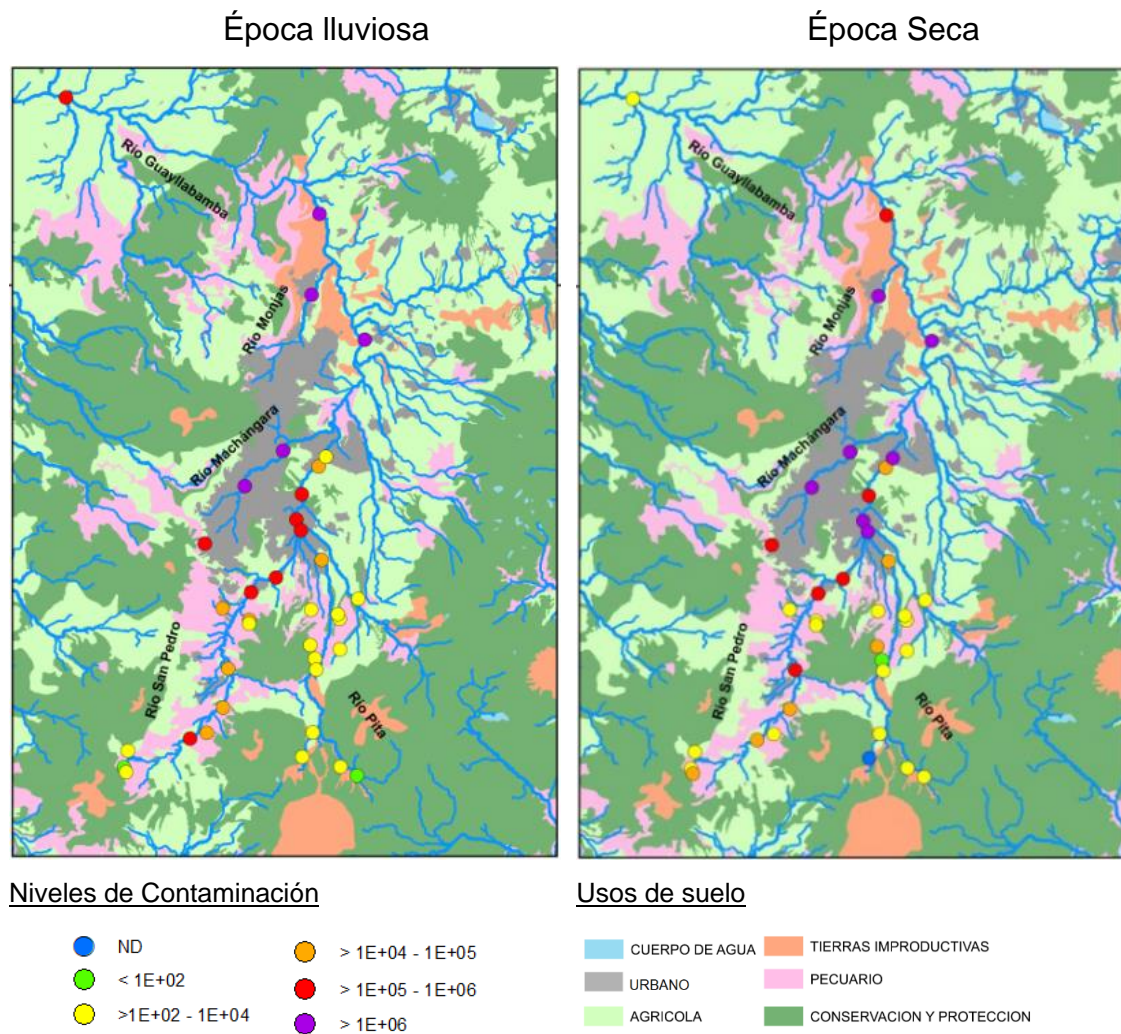 Época lluviosa
Época Seca
Río Guayllabamba
Río Monjas
Río Machángara
Río San Pedro
Río Pita
Río Guayllabamba
Río Monjas
Río Machángara
Río San Pedro
Río Pita
Niveles de Contaminación
ND
< 1E+02
>1E+02 - 1E+04
> 1E+04 - 1E+05
> 1E+05 - 1E+06
> 1E+06
Usos de suelo
CUERPO DE AGUA
URBANO
AGRICOLA
TIERRAS IMPRODUCTIVAS
PECUARIO
CONSERVACION Y PROTECCION